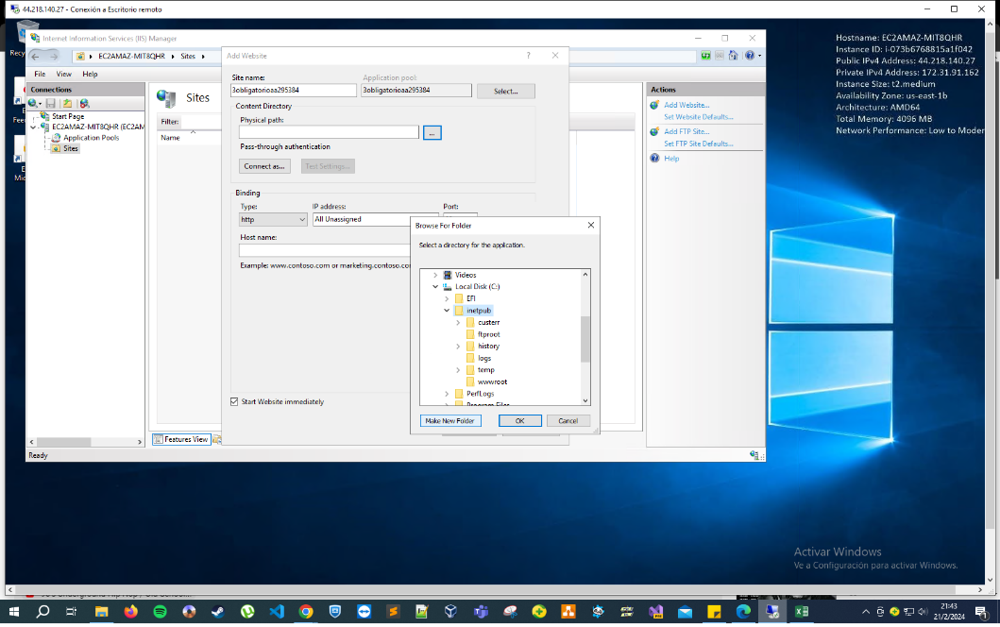 44.218.140.27 - Conexión a Escritorio remoto
Hostname: EC2AMAZ-MIT8QHR
Instance ID: i-073b6768815a1f042
Public IPv4 Address: 44.218.140.27
Private IPv4 Address: 172.31.91.162
Instance Size: t2.medium
Availability Zone: us-east-1b
Architecture: AMD64
Total Memory: 4096 MB
Network Performance: Low to Moder
Recy
Internet Information Services (IIS) Manager
EC2AMAZ-MIT8QHR
Sites
File View Help
Connections
Start Page
EC2AMAZ-MIT8QHR (EC2AM
Application Pools
Sites
Sites
Filter:
Name
Features View
Ready
Add Website
?
Site name:
Application pool:
3obligatorioaa295384
3obligatorioaa295384
Select...
Content Directory
Physical path:
...
Pass-through authentication
Connect as...
Test Settings...
Binding
Type:
IP address:
Port:
http
All Unassigned
Host name:
Example: www.contoso.com or marketing.contoso.com
Start Website immediately
Browse For Folder
Select a directory for the application.
Videos
Local Disk (C:)
EFI
inetpub
custerr
ftproot
history
logs
temp
wwwroot
PerfLogs
Program Files
Make New Folder
OK
Cancel
Actions
Add Website...
Set Website Defaults...
Add FTP Site...
Set FTP Site Defaults...
Help
Activar Windows
Ve a Configuración para activar Windows.
21:43
21/2/2024